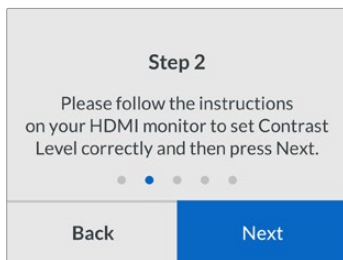 Step 2
Please follow the instructions
on your HDMI monitor to set Contrast
Level correctly and then press Next.
Back
Next